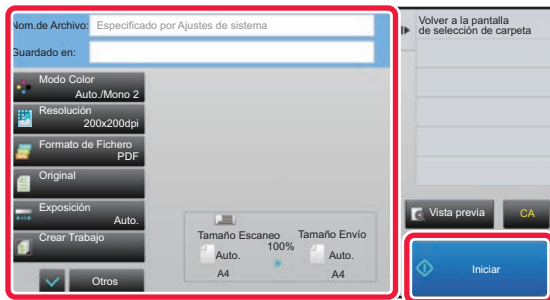 Nom.de Archivo:
Especificado por Ajustes de sistema
Guardado en:
Modo Color
Auto./Mono 2
Resolución
200x200dpi
Formato de Fichero
PDF
Original
Exposición
Auto.
Crear Trabajo
Otros
Tamaño Escaneo
Tamaño Envio
100%
Auto.
Auto.
A4
A4
Volver a la pantalla
de selección de carpeta
Vista previa
CA
Iniciar